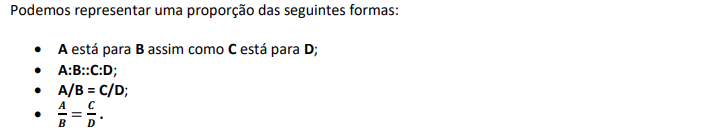 Podemos representar uma proporção das seguintes formas:
• A está para B assim como C está para D;
• A:B::C:D;
• A/B = C/D;
• A/B = C/D.